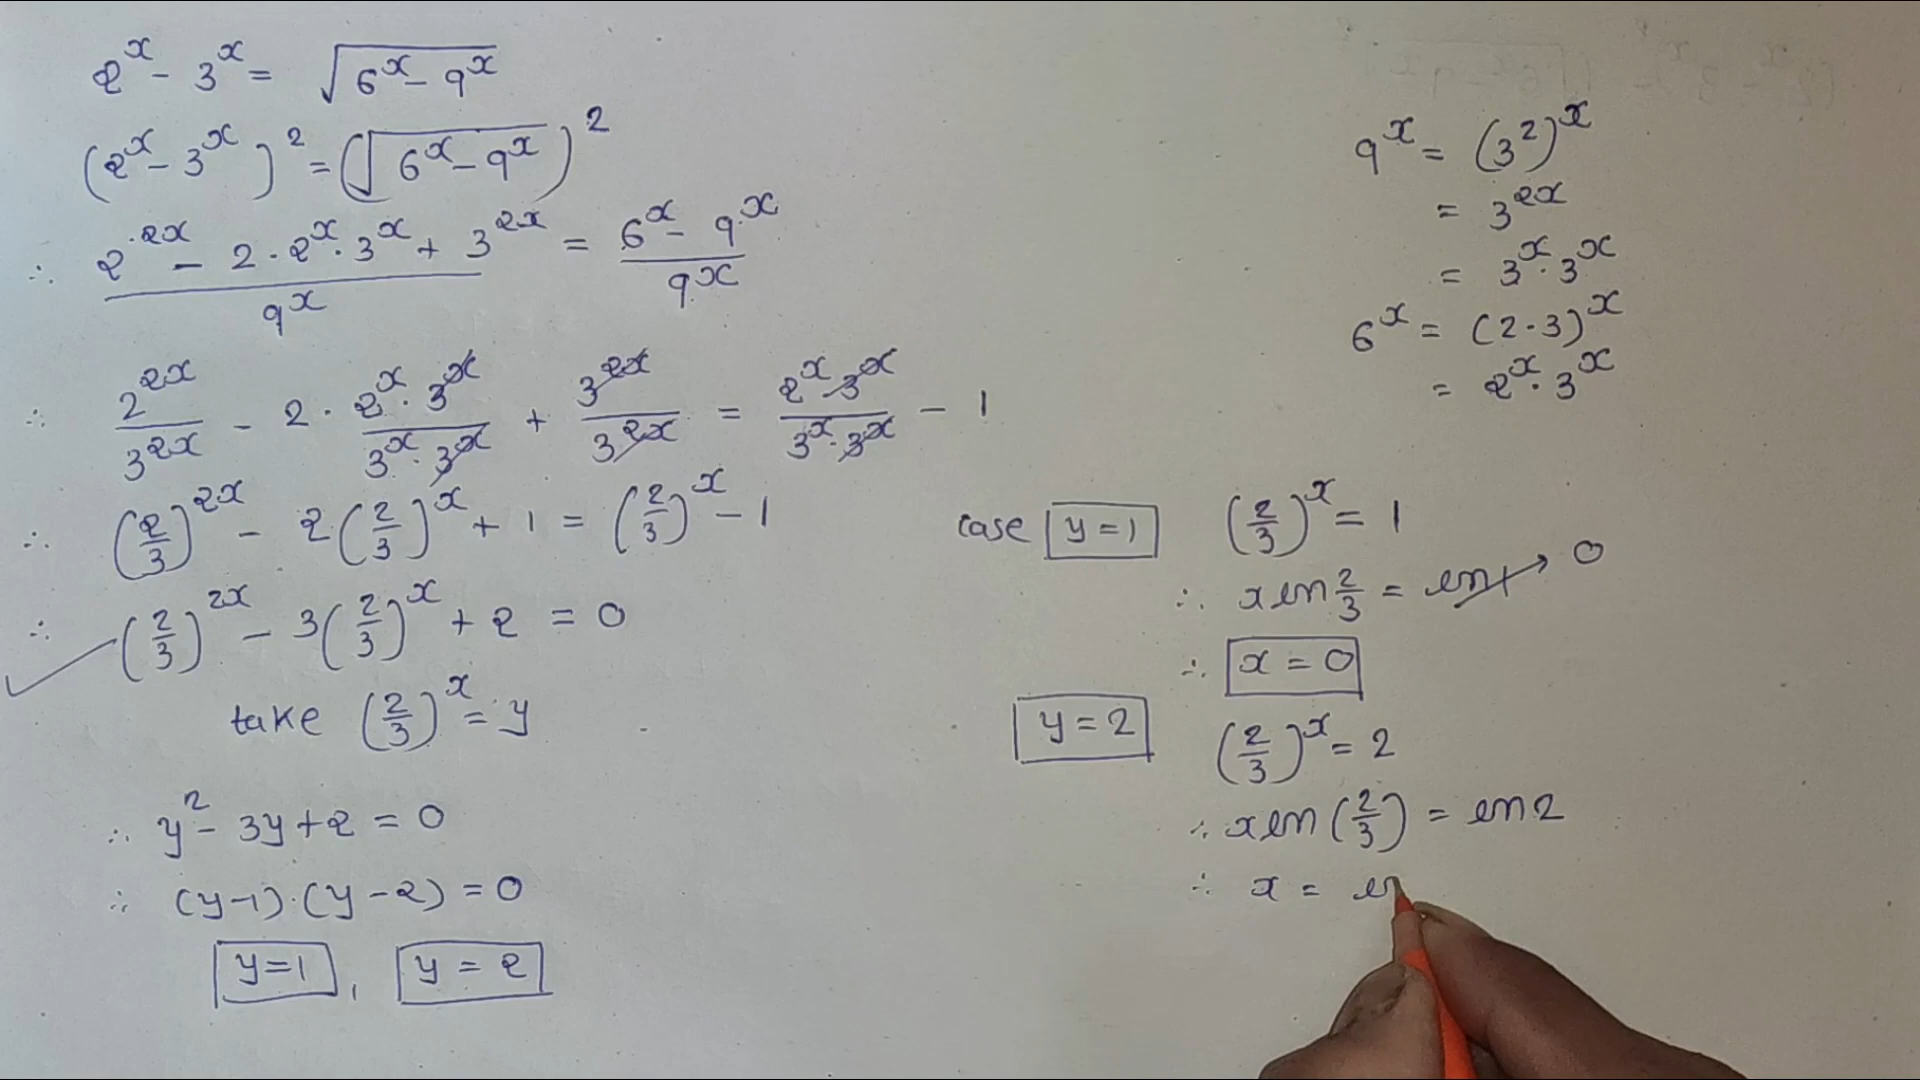 2^x - 3^x = √(6^x - 9^x)
(2^x - 3^x)^2 = (√(6^x - 9^x))^2
∴ (2^2x - 2·2^x·3^x + 3^2x)/9^x = (6^x - 9^x)/9^x
∴ 2^2x/3^2x - 2·(2^x·3^x)/(3^x·3^x) + 3^2x/3^2x = (2^x·3^x)/(3^x·3^x) - 1
∴ (2/3)^2x - 2(2/3)^x + 1 = (2/3)^x - 1
∴ (2/3)^2x - 3(2/3)^x + 2 = 0
take (2/3)^x = y
∴ y^2 - 3y + 2 = 0
∴ (y-1)·(y-2) = 0
y=1, y=2
9^x = (3^2)^x
= 3^2x
= 3^x·3^x
6^x = (2·3)^x
= 2^x·3^x
case y=1 (2/3)^x = 1
∴ x ln 2/3 = ln 1 → 0
∴ x = 0
y=2 (2/3)^x = 2
∴ x ln(2/3) = ln 2
∴ x = ln